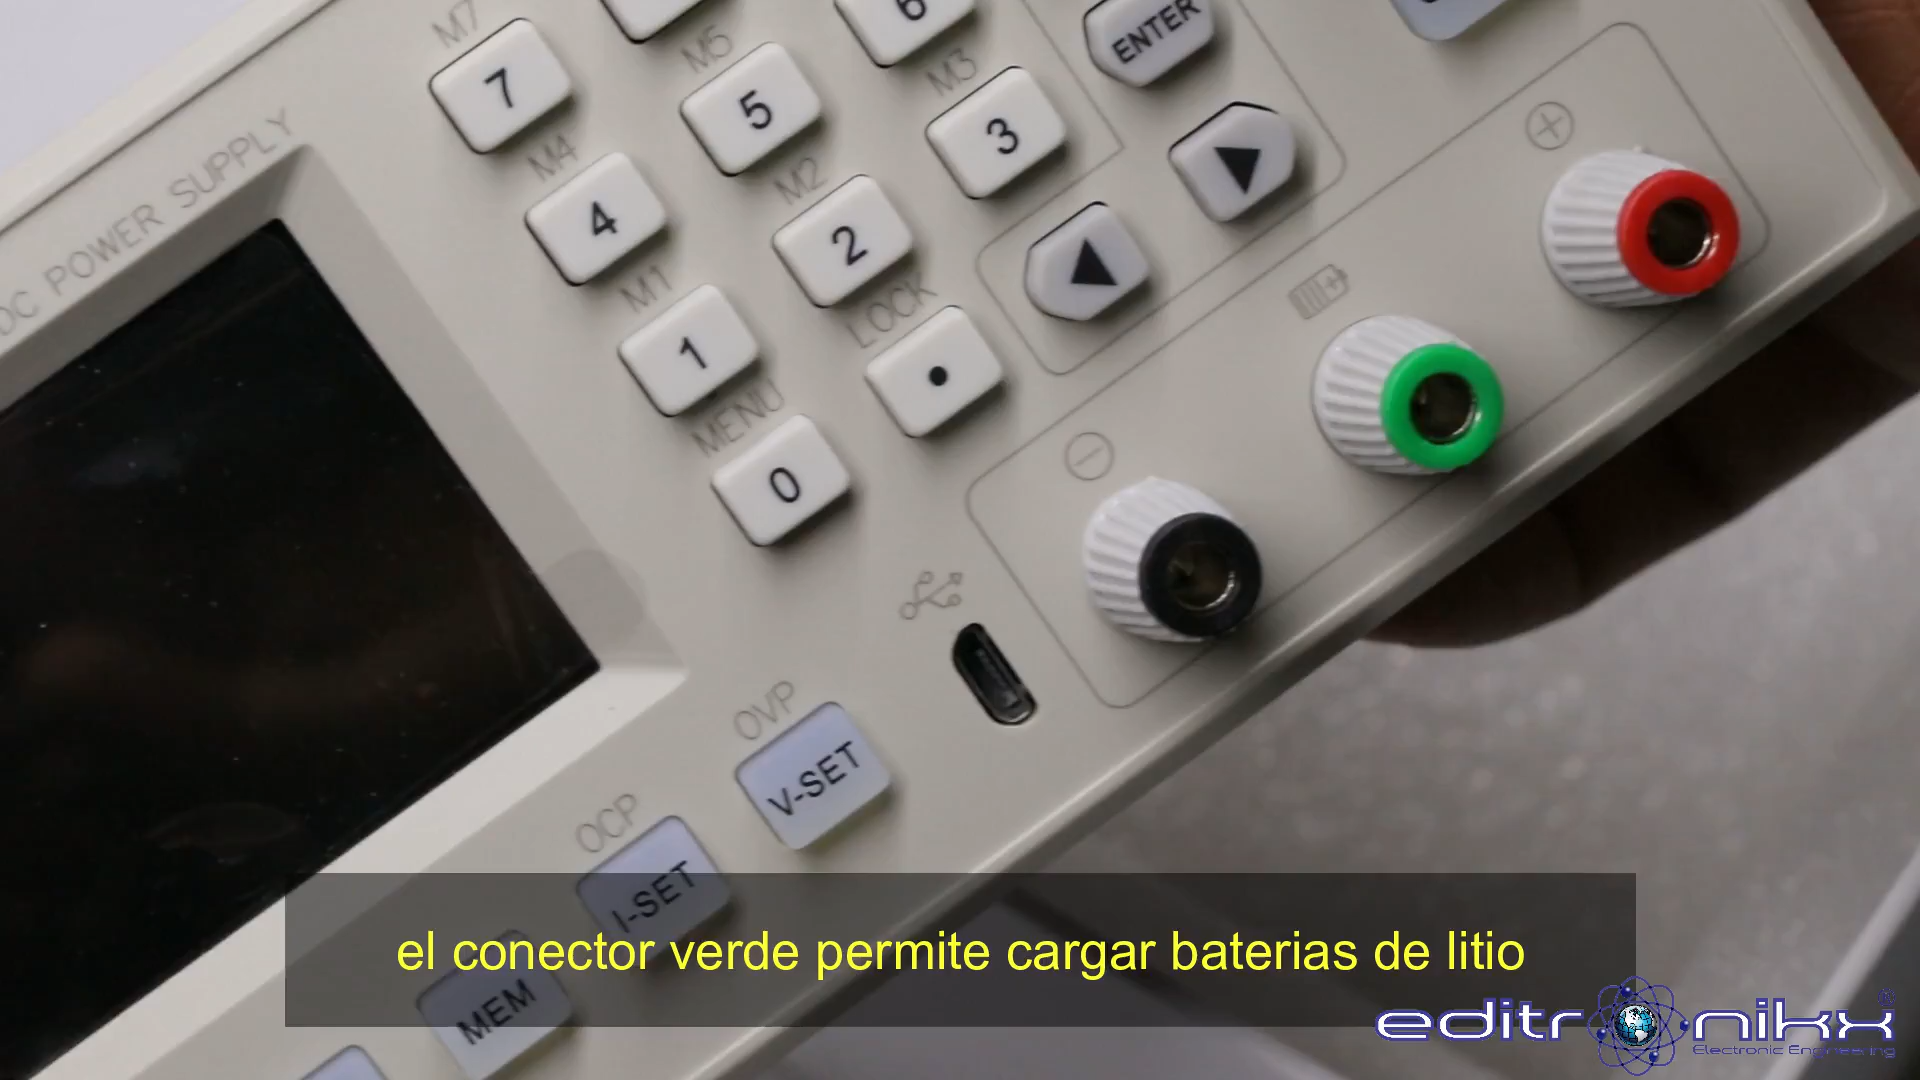 M7
7
M5
5
6
M3
3
ENTER
DC POWER SUPPLY
M4
4
M2
2
M1
1
LOCK
MENU
0
OVP
V-SET
OCP
I-SET
MEM
el conector verde permite cargar baterias de litio
editronikx
Electronic Engineering